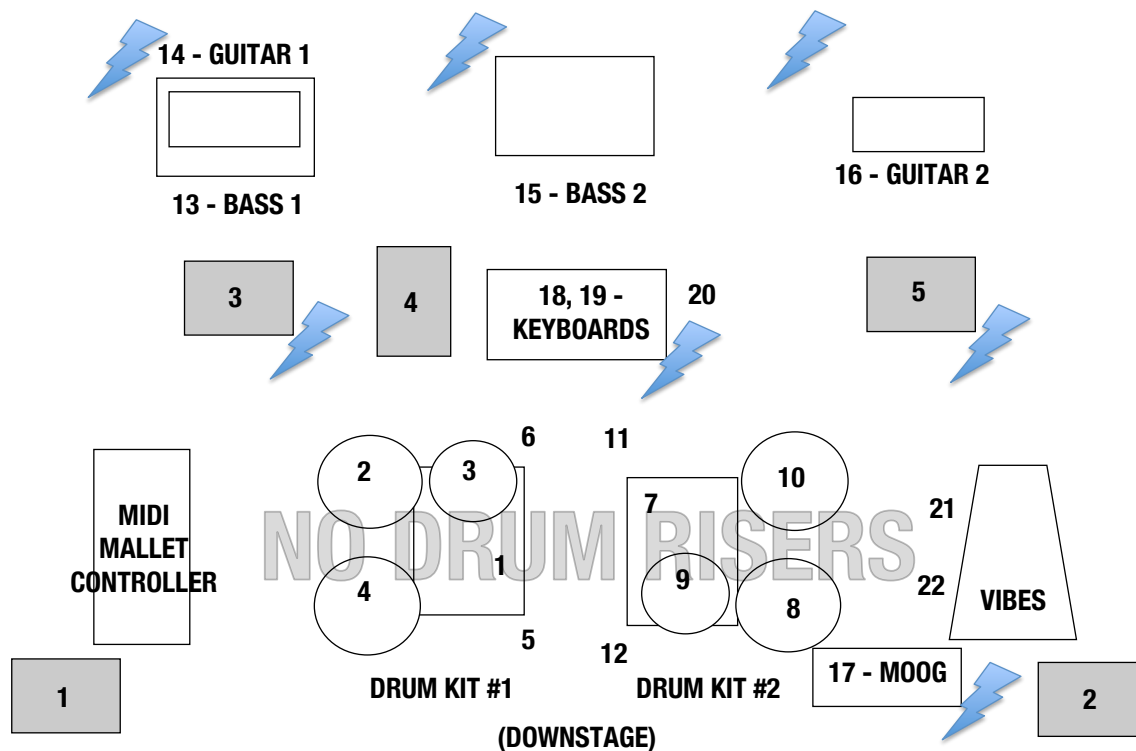 14 - GUITAR 1
13 - BASS 1
15 - BASS 2
16 - GUITAR 2
3
4
18, 19 -
KEYBOARDS
20
5
MIDI
MALLET
CONTROLLER
NO DRUM RISERS
2
3
6
4
1
5
11
7
10
9
8
12
21
22
VIBES
1
DRUM KIT #1
DRUM KIT #2
17 - MOOG
2
(DOWNSTAGE)